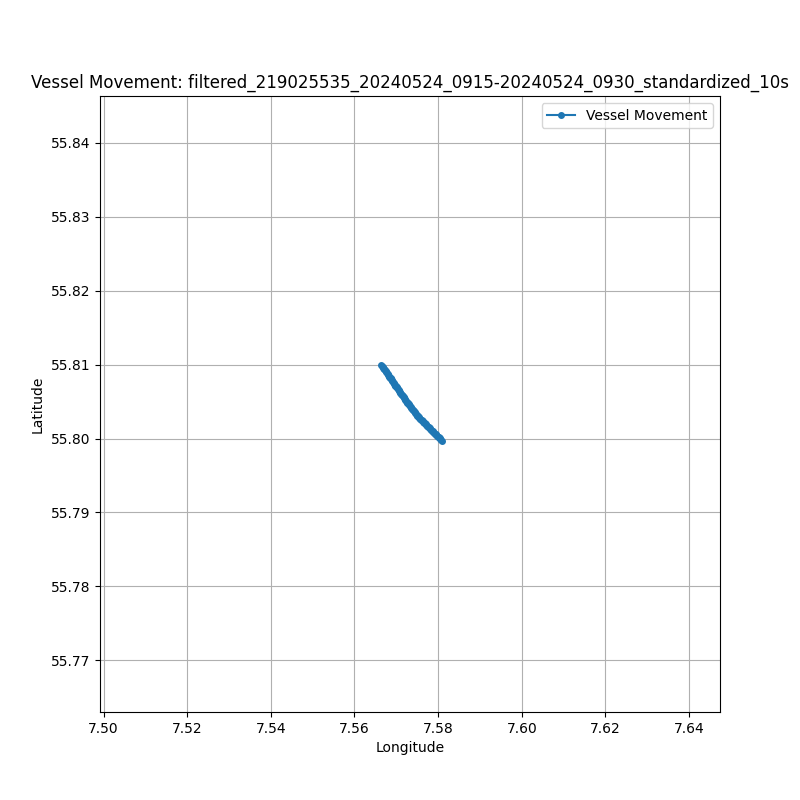 Vessel Movement: filtered_219025535_20240524_0915-20240524_0930_standardized_10s
Vessel Movement
55.84
55.83
55.82
55.81
55.80
55.79
55.78
55.77
Latitude
7.50 7.52 7.54 7.56 7.58 7.60 7.62 7.64
Longitude